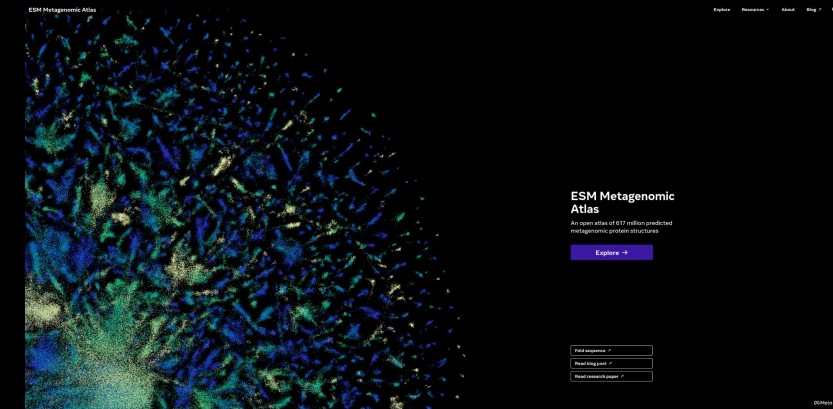 ESM Metagenomic Atlas
Explore
Resources
About
Blog ↗
ESM Metagenomic
Atlas
An open atlas of 617 million predicted
metagenomic protein structures
Explore →
Fold sequence ↗
Read blog post ↗
Read research paper ↗
Meta